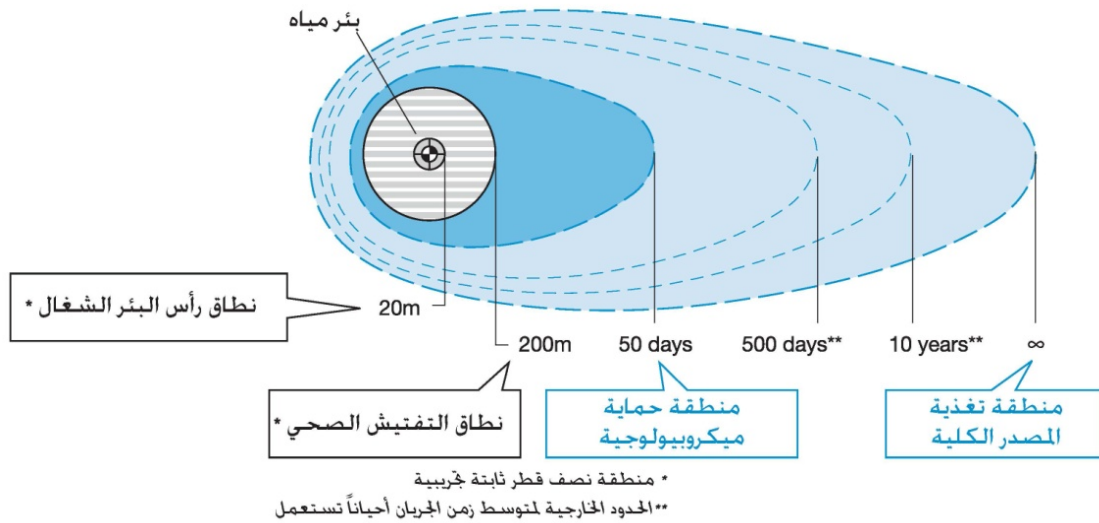 بئر مياه
نطاق رأس البئر الشغال *
20m
200m
50 days
500 days**
10 years**
∞
نطاق التفتيش الصحي *
منطقة حماية
ميكروبيولوجية
منطقة تغذية
المصدر الكلية
* منطقة نصف قطر ثابتة تجريبية
**الحدود الخارجية لمتوسط زمن الجريان أحياناً تستعمل